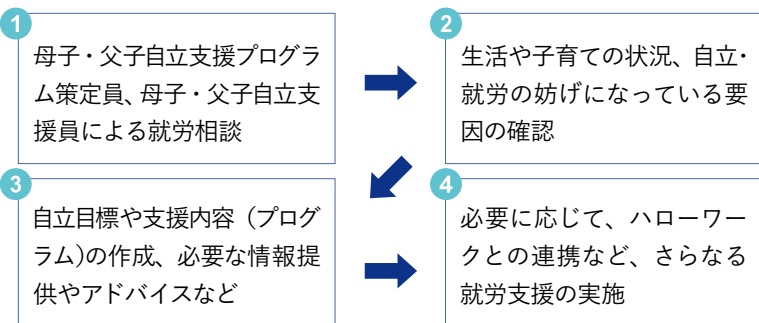 1
母子・父子自立支援プログラ
ム策定員、母子・父子自立支
援員による就労相談
2
生活や子育ての状況、自立・
就労の妨げになっている要
因の確認
3
自立目標や支援内容（プログ
ラム)の作成、必要な情報提
供やアドバイスなど
4
必要に応じて、ハローワー
クとの連携など、さらなる
就労支援の実施